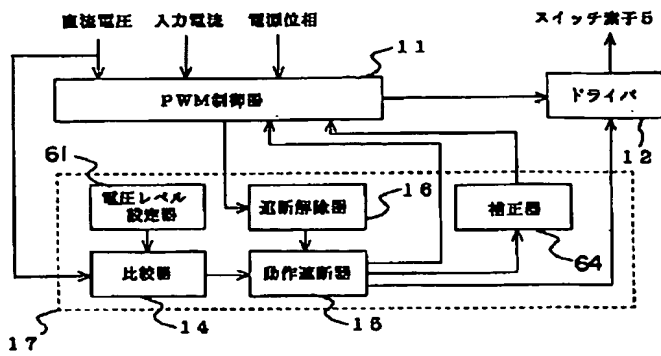 直流電圧 入力電流 電源位相 スイッチ素子5
11
PWM制御器
ドライバ
12
61
電圧レベル
設定器
遮断解除器
16
補正器
64
比較器
動作遮断器
14
15
17